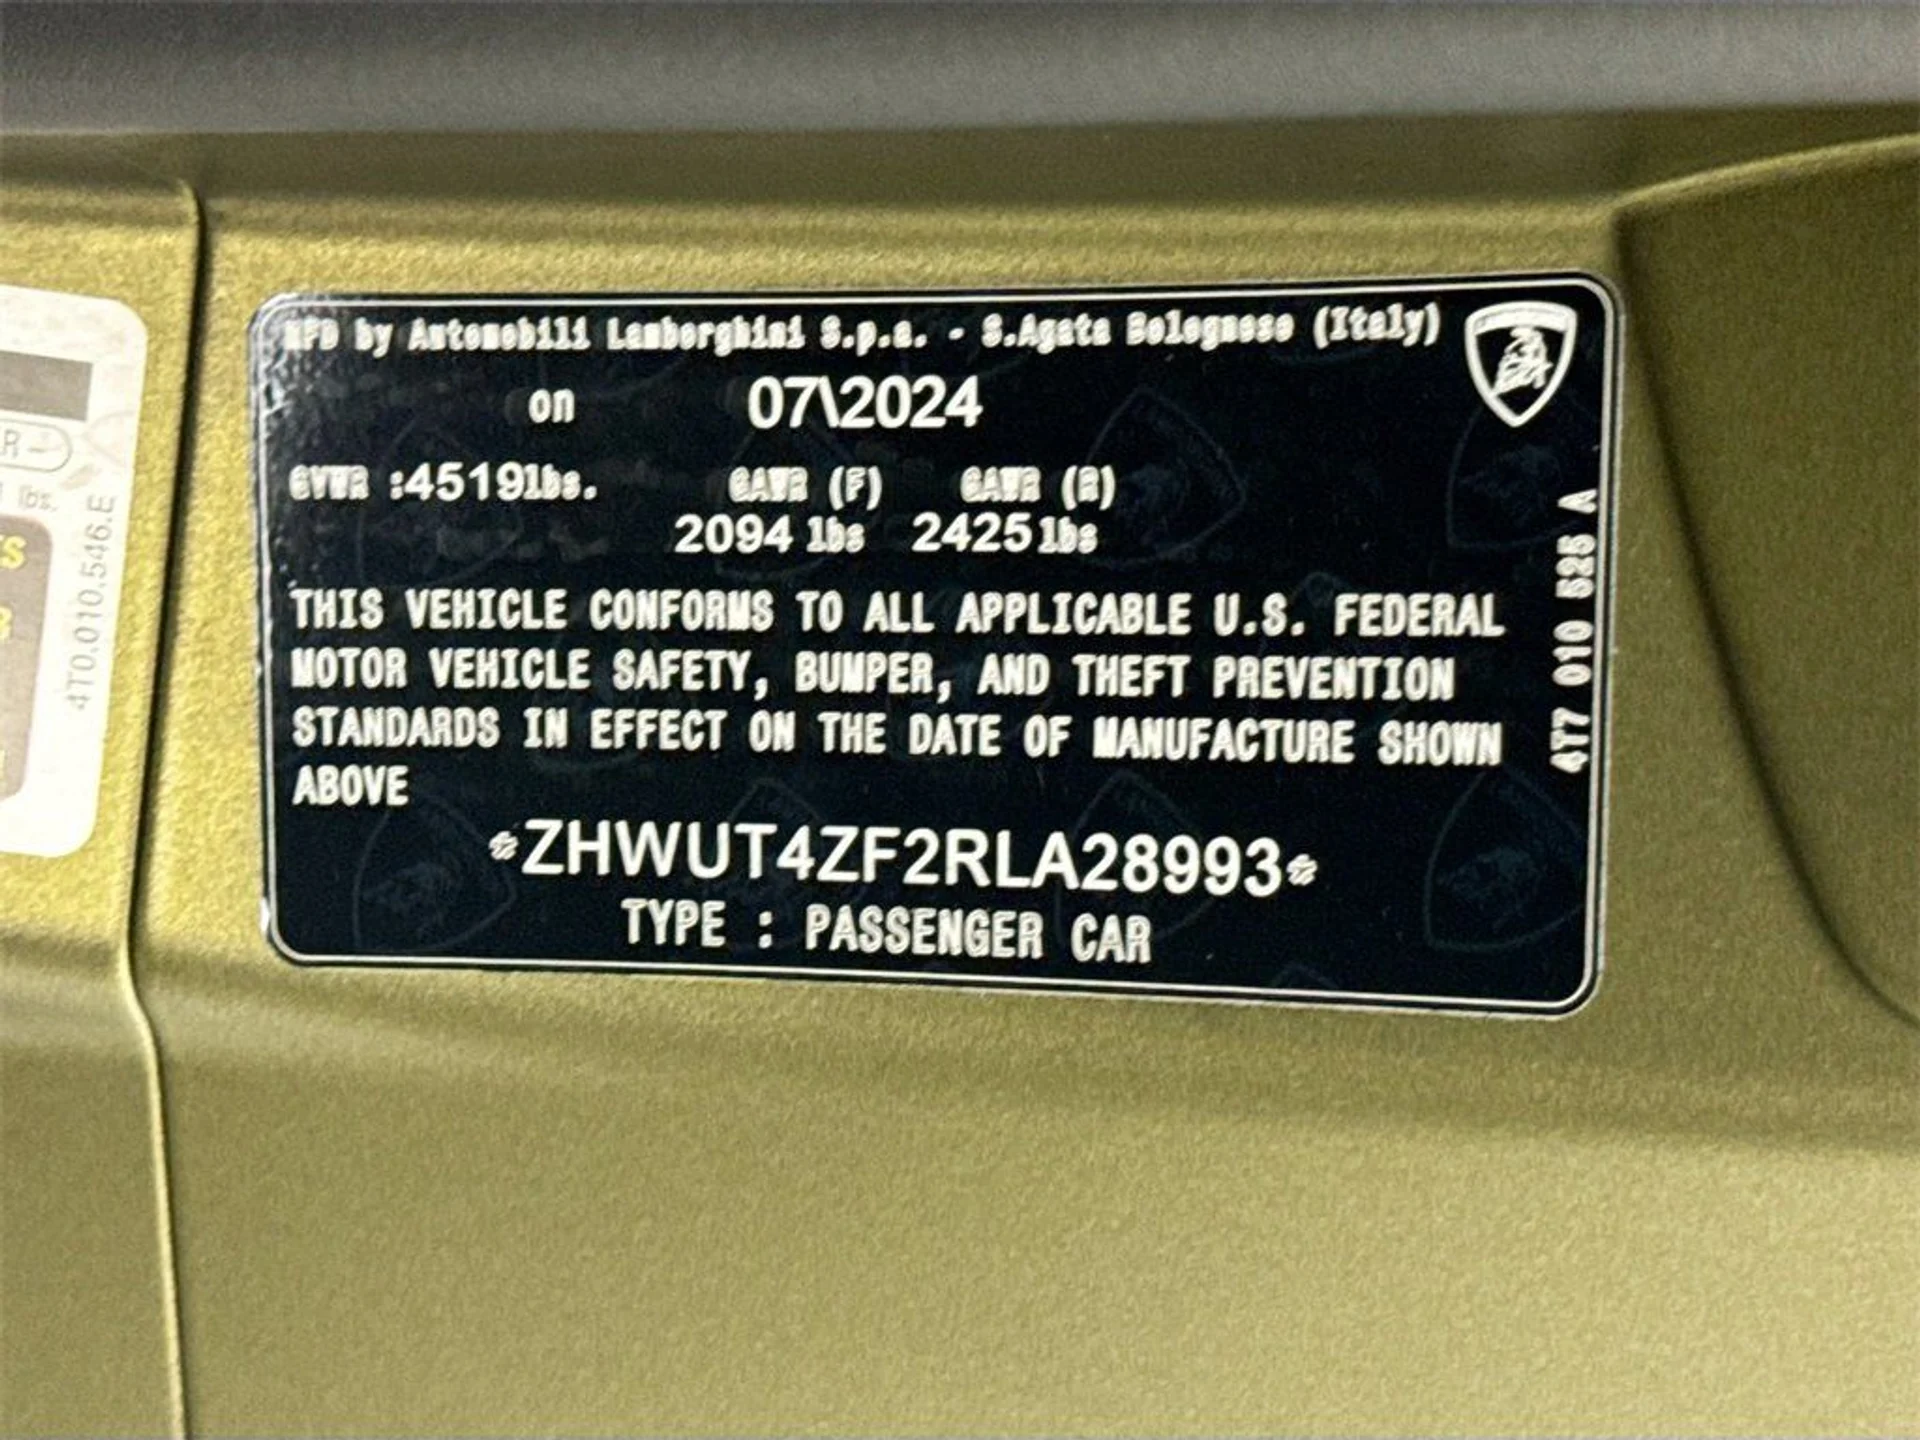 MFD by Automobili Lamborghini S.p.a. - S.Agata Bolognese (Italy)
on 07\2024
GVWR :4519lbs. GAWR (F) GAWR (R)
2094 lbs 2425 lbs
THIS VEHICLE CONFORMS TO ALL APPLICABLE U.S. FEDERAL
MOTOR VEHICLE SAFETY, BUMPER, AND THEFT PREVENTION
STANDARDS IN EFFECT ON THE DATE OF MANUFACTURE SHOWN
ABOVE
*ZHWUT4ZF2RLA28993*
TYPE : PASSENGER CAR
4T7 010 525 A
4T0.010.546.E
lbs.